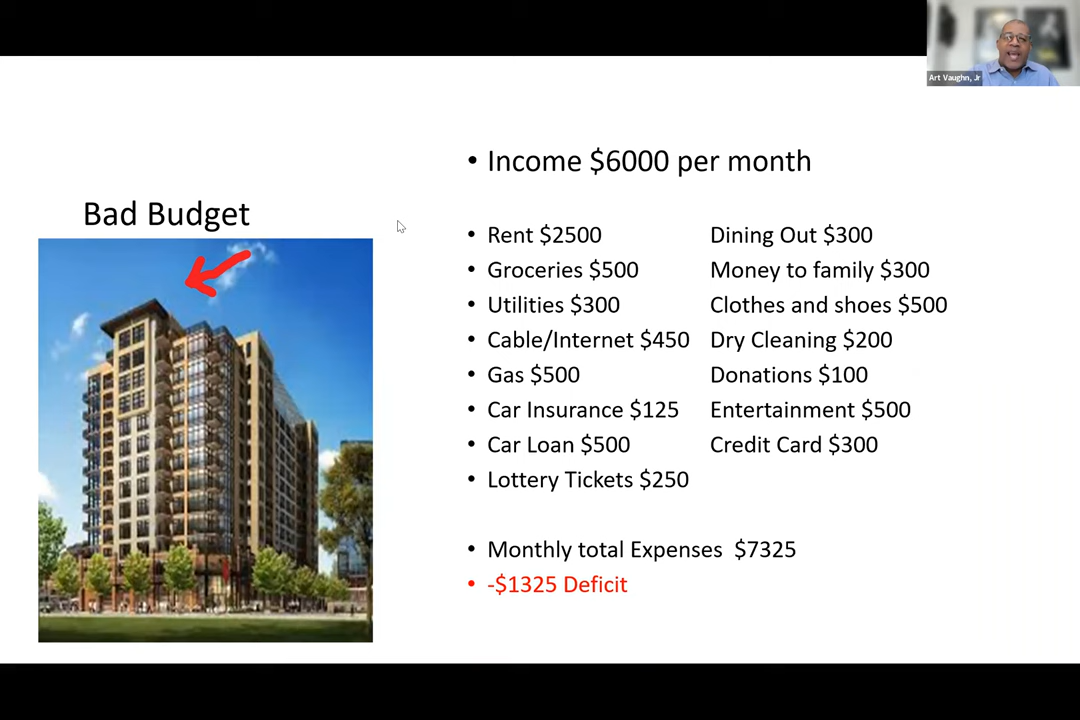 Art Vaughn, Jr
• Income $6000 per month
Bad Budget
• Rent $2500
• Groceries $500
• Utilities $300
• Cable/Internet $450
• Gas $500
• Car Insurance $125
• Car Loan $500
• Lottery Tickets $250
Dining Out $300
Money to family $300
Clothes and shoes $500
Dry Cleaning $200
Donations $100
Entertainment $500
Credit Card $300
• Monthly total Expenses $7325
• -$1325 Deficit